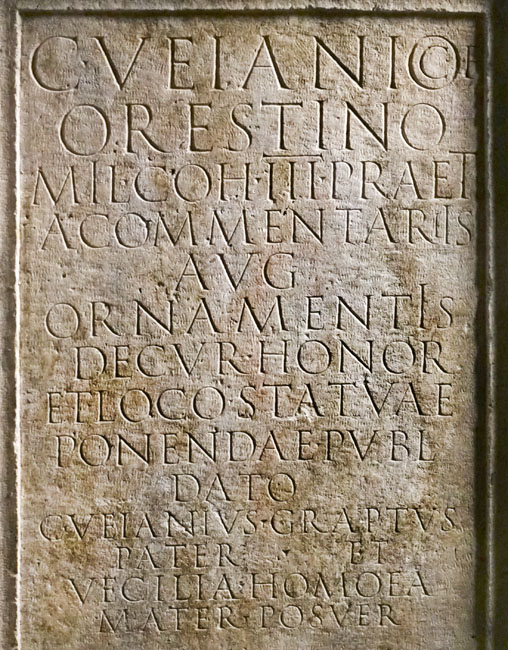 C·VEIANIO C·F
ORESTINO
MIL·COH·III·PRAET
A·COMMENTARIIS
AVG
ORNAMENTIS
DECVR·HONOR
ET·LOCO·STATVAE
PONENDAE·PVBL
DATO
C·VEIANIVS·GRAPTVS
PATER · ET
VECILIA·HOMOEA
MATER·POSVER